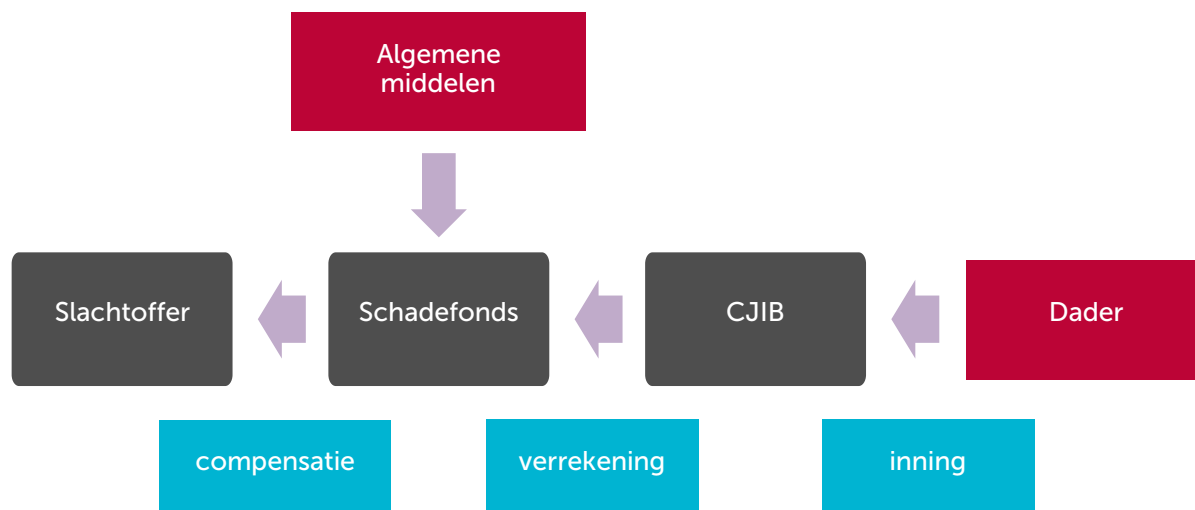 Algemene
middelen
Slachtoffer
Schadefonds
CJIB
Dader
compensatie
verrekening
inning